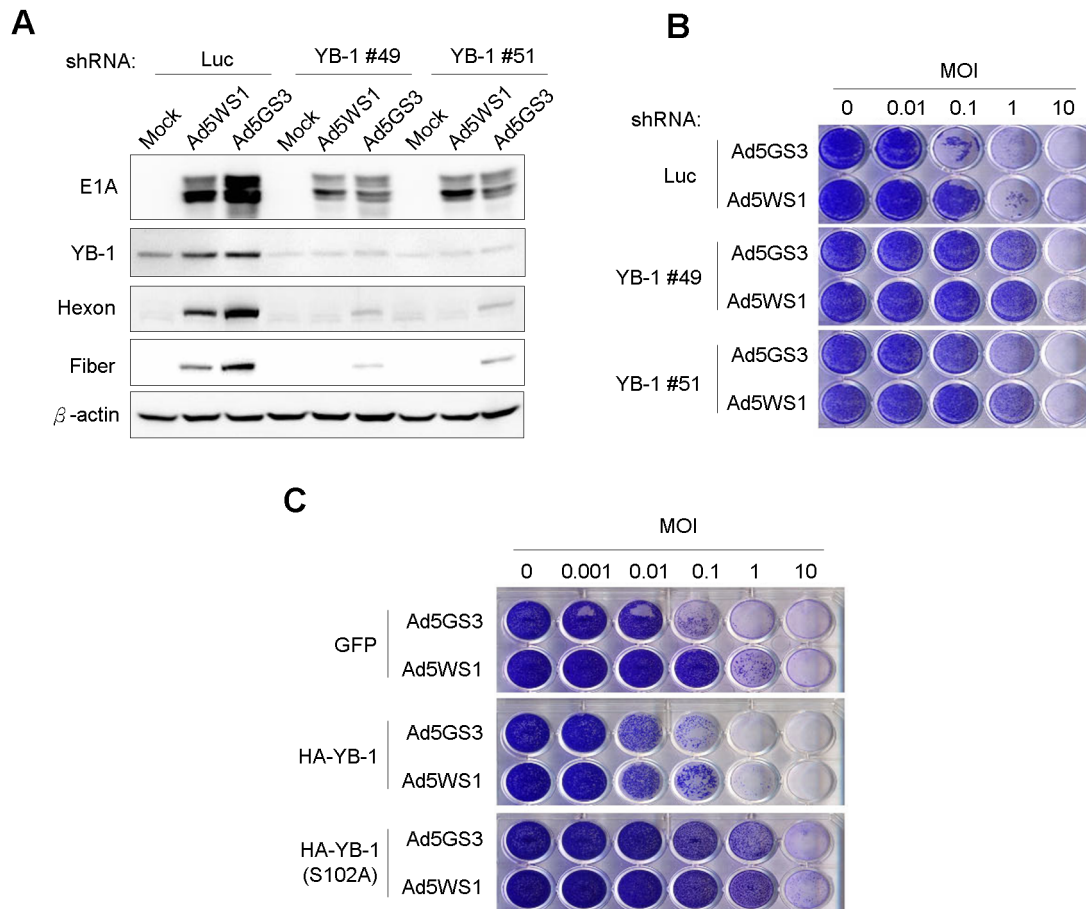 A
shRNA: Luc YB-1 #49 YB-1 #51
Mock Ad5WS1 Ad5GS3 Mock Ad5WS1 Ad5GS3 Mock Ad5WS1 Ad5GS3
E1A
YB-1
Hexon
Fiber
β-actin
B
MOI
0 0.01 0.1 1 10
shRNA:
Luc
Ad5GS3
Ad5WS1
YB-1 #49
Ad5GS3
Ad5WS1
YB-1 #51
Ad5GS3
Ad5WS1
C
MOI
0 0.001 0.01 0.1 1 10
GFP
Ad5GS3
Ad5WS1
HA-YB-1
Ad5GS3
Ad5WS1
HA-YB-1
(S102A)
Ad5GS3
Ad5WS1